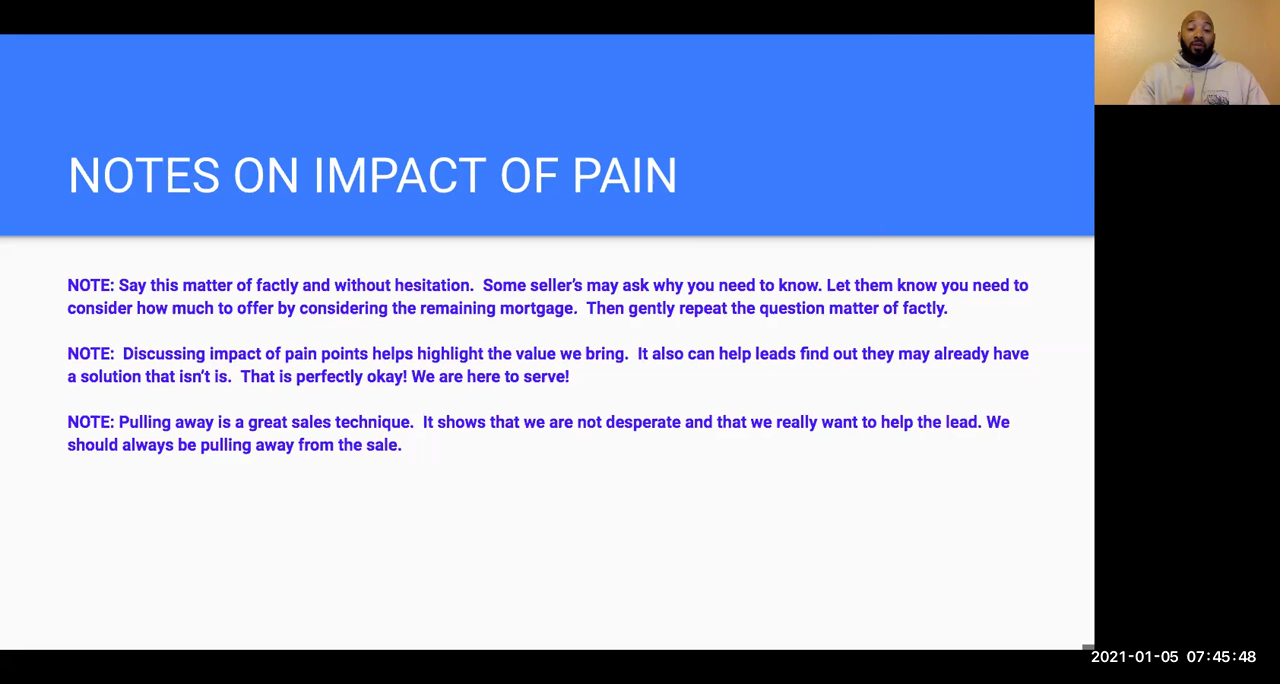 NOTES ON IMPACT OF PAIN
NOTE: Say this matter of factly and without hesitation.  Some seller's may ask why you need to know. Let them know you need to
consider how much to offer by considering the remaining mortgage.  Then gently repeat the question matter of factly.
NOTE:  Discussing impact of pain points helps highlight the value we bring.  It also can help leads find out they may already have
a solution that isn't is.  That is perfectly okay! We are here to serve!
NOTE: Pulling away is a great sales technique.  It shows that we are not desperate and that we really want to help the lead. We
should always be pulling away from the sale.
2021-01-05 07:45:48